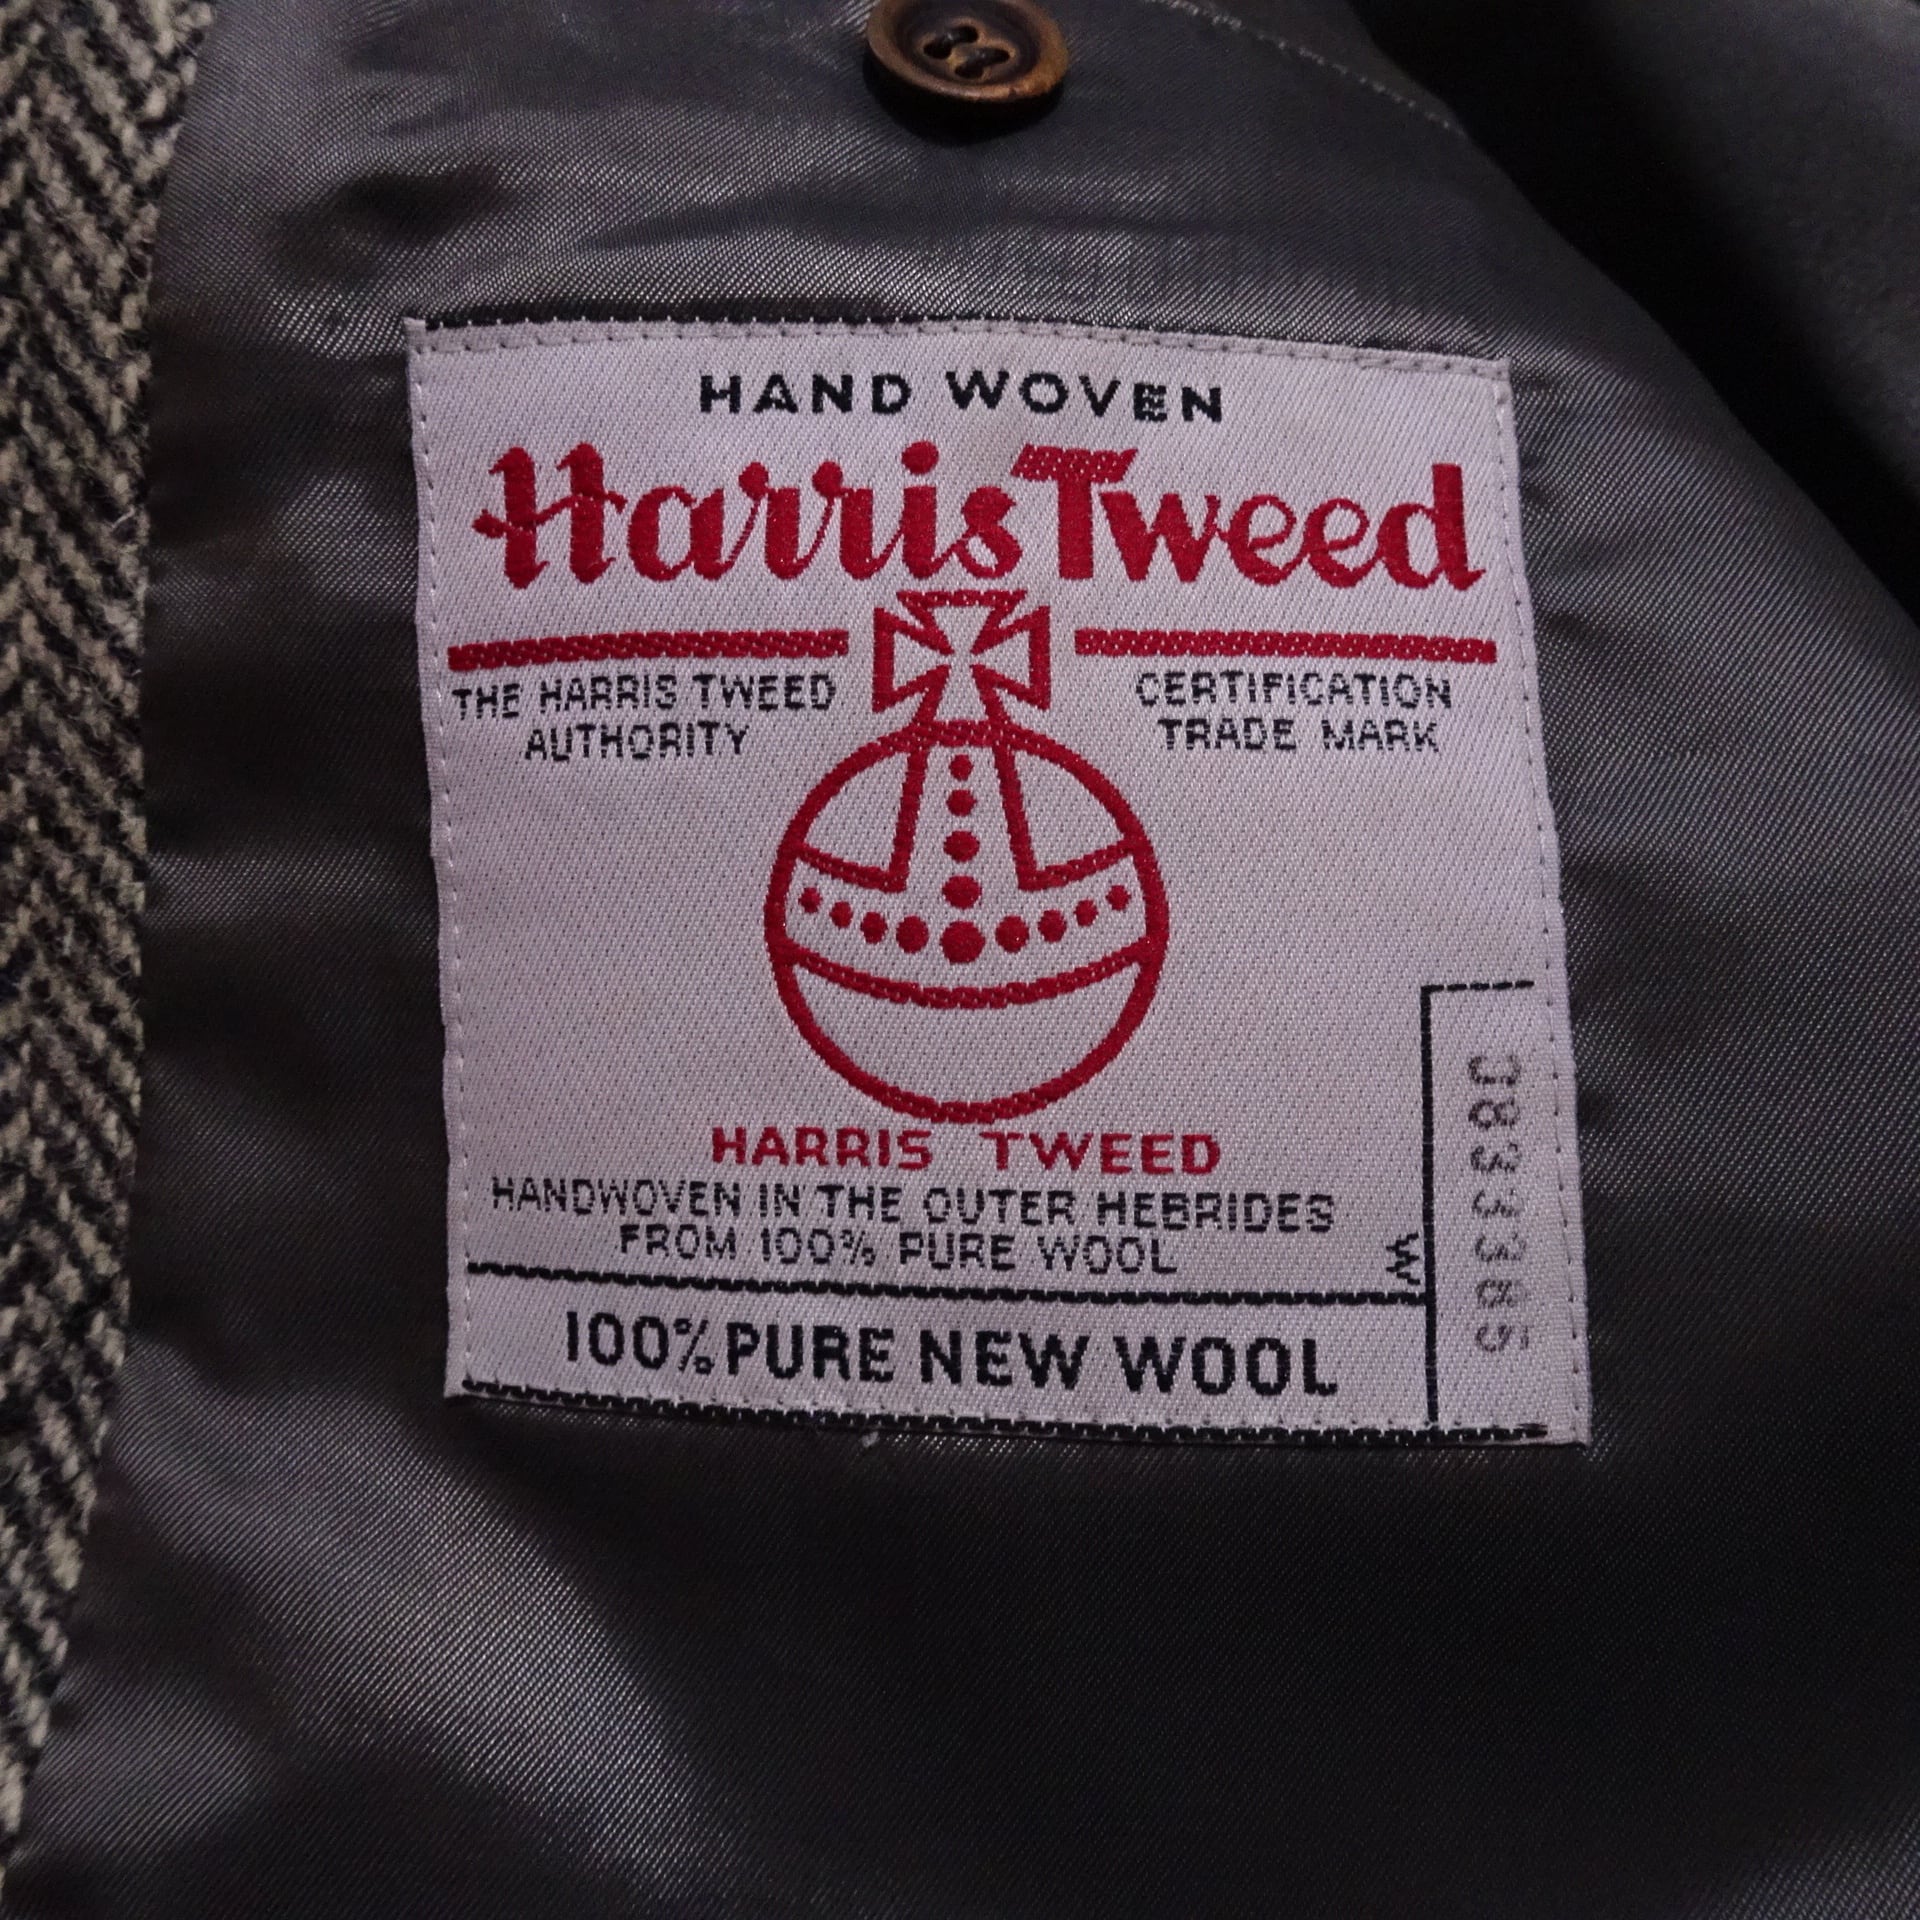 HAND WOVEN
Harris Tweed
THE HARRIS TWEED
AUTHORITY
CERTIFICATION
TRADE MARK
HARRIS TWEED
HANDWOVEN IN THE OUTER HEBRIDES
FROM 100% PURE WOOL
W
100% PURE NEW WOOL